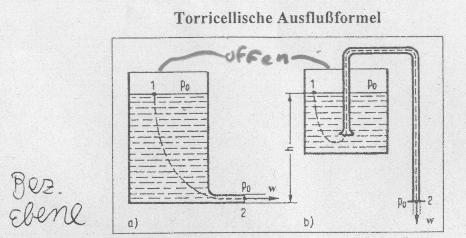 Torricellische Ausflußformel
offen
1 p₀
1 p₀
h
p₀ w
2
p₀ 2
w
a)
b)
Bez.
Ebene